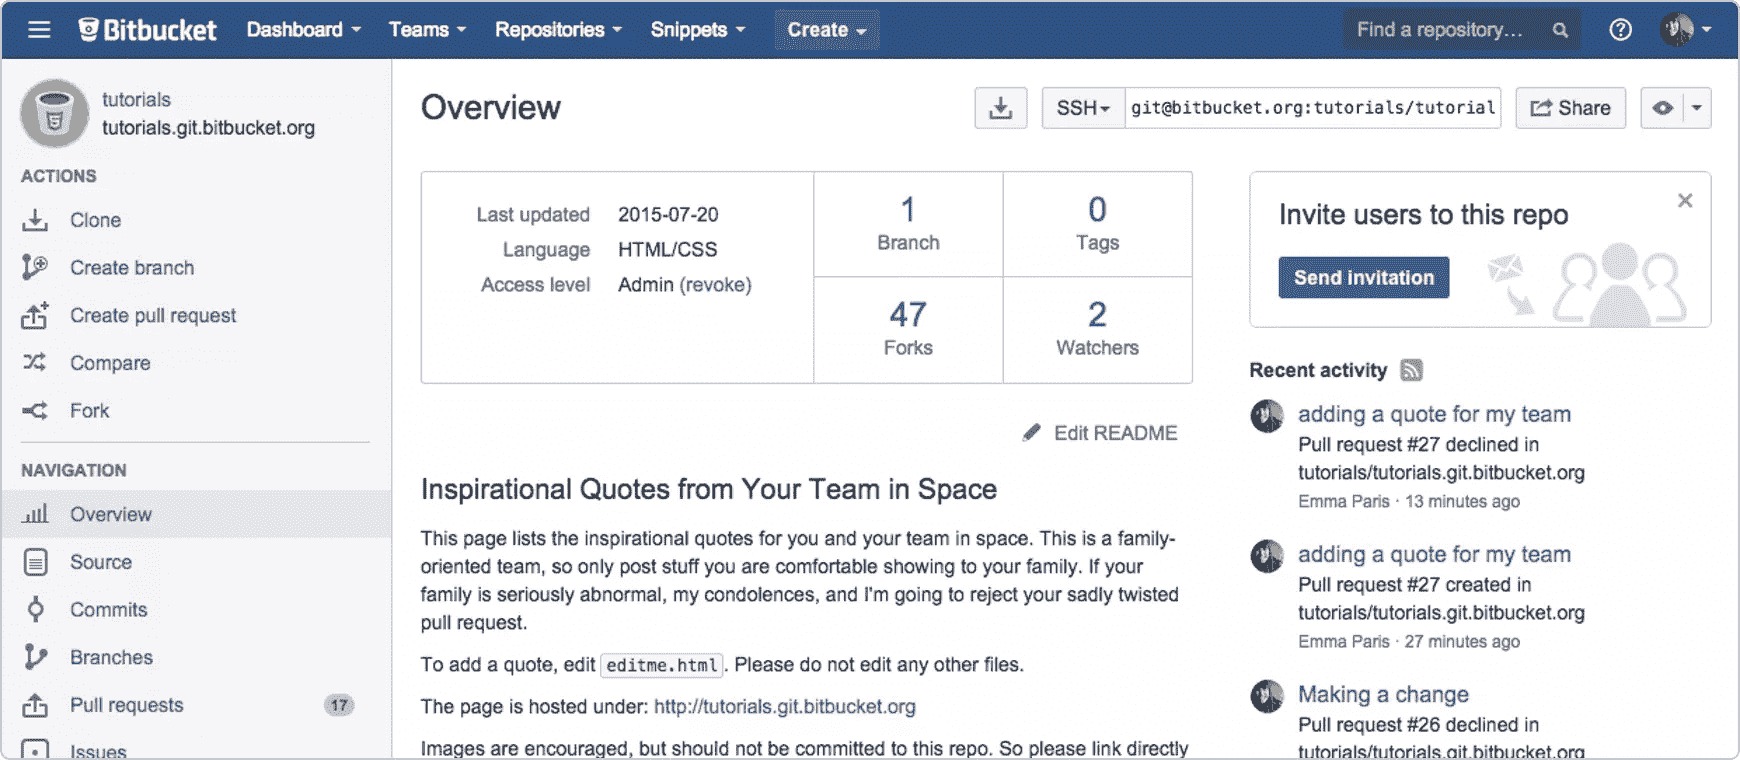 Bitbucket Dashboard Teams Repositories Snippets Create Find a repository...
tutorials
tutorials.git.bitbucket.org
ACTIONS
Clone
Create branch
Create pull request
Compare
Fork
NAVIGATION
Overview
Source
Commits
Branches
Pull requests 17
Issues
Overview
SSH git@bitbucket.org:tutorials/tutorial Share
Last updated 2015-07-20
Language HTML/CSS
Access level Admin (revoke)
1
Branch
0
Tags
47
Forks
2
Watchers
Edit README
Inspirational Quotes from Your Team in Space
This page lists the inspirational quotes for you and your team in space. This is a family-
oriented team, so only post stuff you are comfortable showing to your family. If your
family is seriously abnormal, my condolences, and I'm going to reject your sadly twisted
pull request.
To add a quote, edit editme.html. Please do not edit any other files.
The page is hosted under: http://tutorials.git.bitbucket.org
Images are encouraged, but should not be committed to this repo. So please link directly
Invite users to this repo
Send invitation
Recent activity
adding a quote for my team
Pull request #27 declined in
tutorials/tutorials.git.bitbucket.org
Emma Paris · 13 minutes ago
adding a quote for my team
Pull request #27 created in
tutorials/tutorials.git.bitbucket.org
Emma Paris · 27 minutes ago
Making a change
Pull request #26 declined in
tutorials/tutorials.git.bitbucket.org